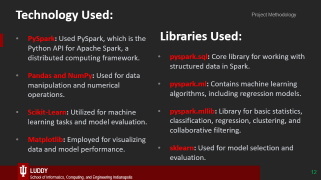 Technology Used:
Project Methodology
PySpark: Used PySpark, which is the
Python API for Apache Spark, a
distributed computing framework.
Pandas and NumPy: Used for data
manipulation and numerical
operations.
Scikit-Learn: Utilized for machine
learning tasks and model evaluation.
Matplotlib: Employed for visualizing
data and model performance.
Libraries Used:
pyspark.sql: Core library for working with
structured data in Spark.
pyspark.ml: Contains machine learning
algorithms, including regression models.
pyspark.mllib: Library for basic statistics,
classification, regression, clustering, and
collaborative filtering.
sklearn: Used for model selection and
evaluation.
LUDDY
School of Informatics, Computing, and Engineering Indianapolis